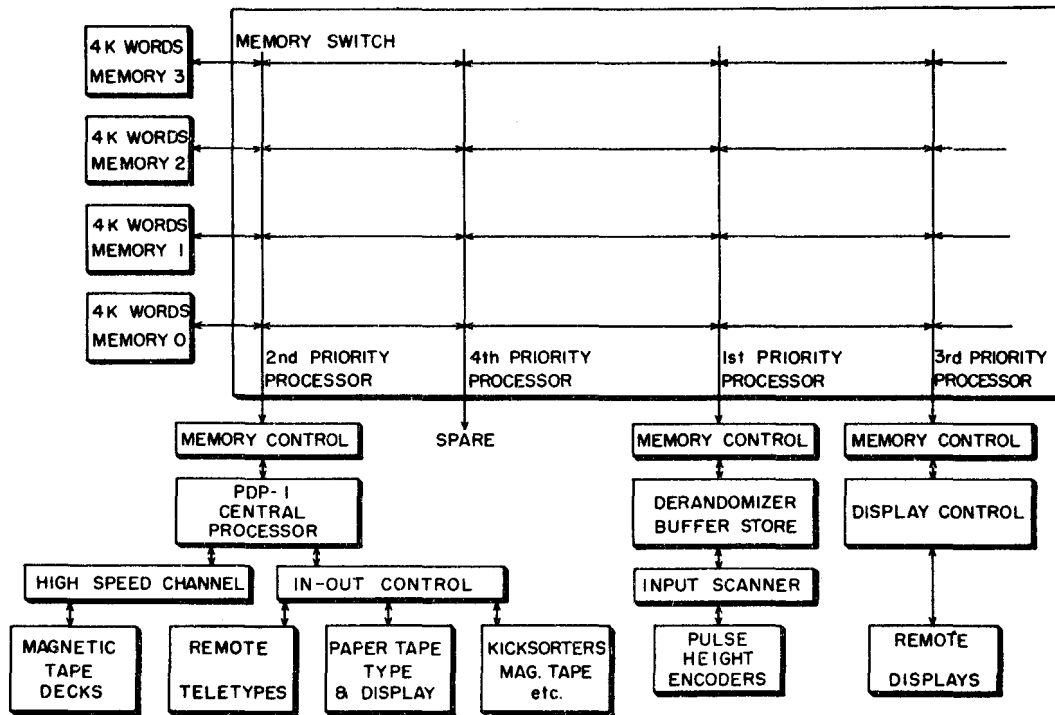 MEMORY SWITCH
4K WORDS
MEMORY 3
4K WORDS
MEMORY 2
4K WORDS
MEMORY 1
4K WORDS
MEMORY 0
2nd PRIORITY
PROCESSOR
4th PRIORITY
PROCESSOR
1st PRIORITY
PROCESSOR
3rd PRIORITY
PROCESSOR
MEMORY CONTROL
SPARE
MEMORY CONTROL
MEMORY CONTROL
PDP-1
CENTRAL
PROCESSOR
DERANDOMIZER
BUFFER STORE
DISPLAY CONTROL
HIGH SPEED CHANNEL
IN-OUT CONTROL
INPUT SCANNER
MAGNETIC
TAPE
DECKS
REMOTE
TELETYPES
PAPER TAPE
TYPE
& DISPLAY
KICKSORTERS
MAG. TAPE
etc.
PULSE
HEIGHT
ENCODERS
REMOTE
DISPLAYS